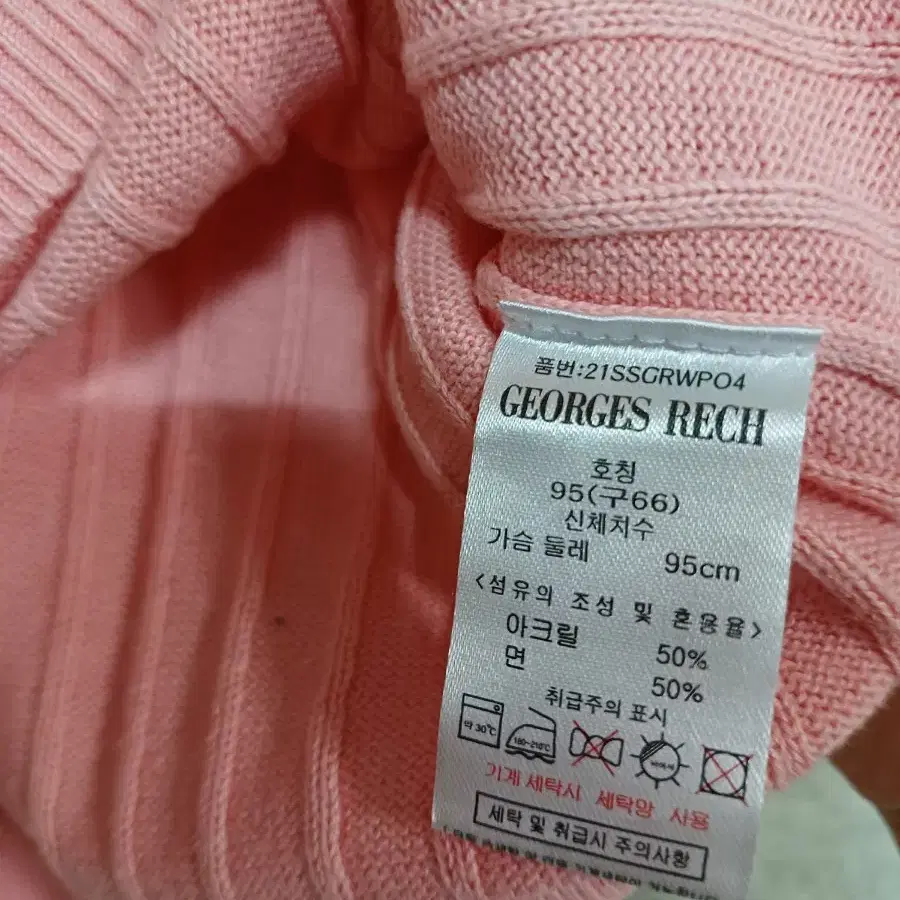 품번:21SSGRWPO4
GEORGES RECH
호칭
95(구66)
신체치수
가슴 둘레 95cm
<섬유의 조성 및 혼용율>
아크릴 50%
면 50%
취급주의 표시
약 30℃ 180-210℃
기계 세탁시 세탁망 사용
세탁 및 취급시 주의사항